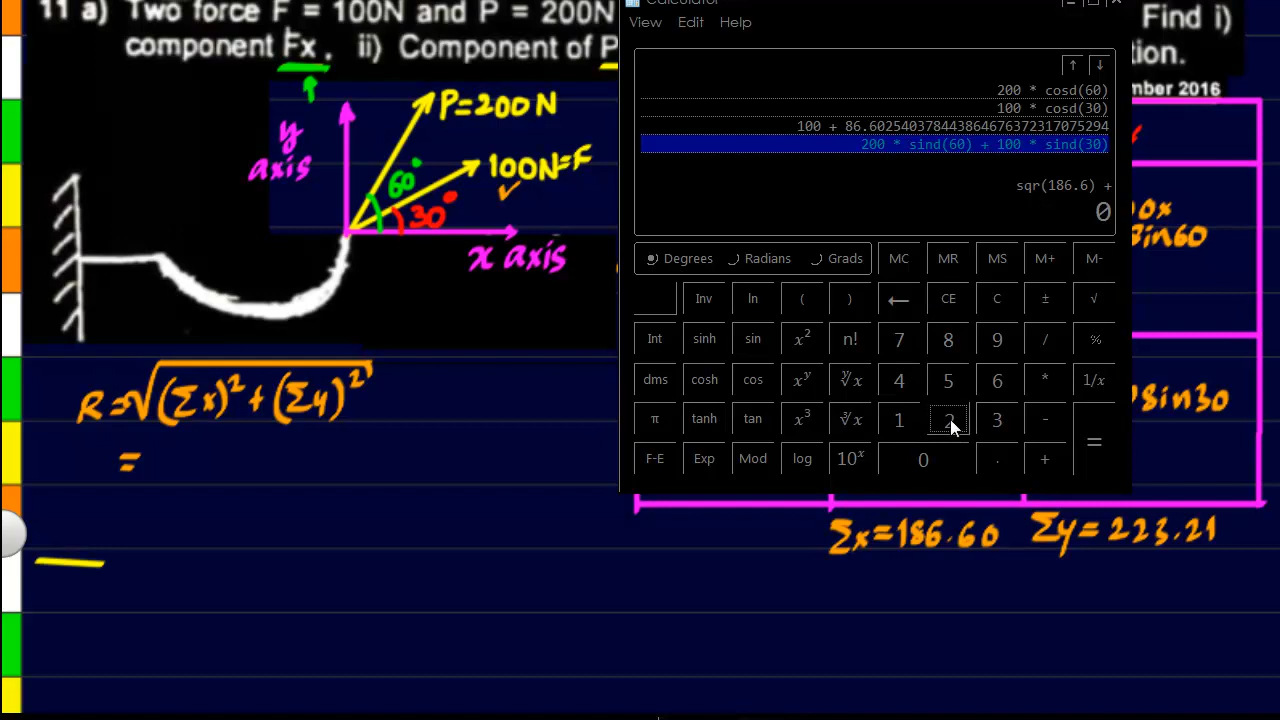 11 a) Two force F = 100N and P = 200N
Find i)
component Fx , ii) Component of P
tion.
mber 2016
y
axis
P=200N
100N=F
60°
30°
x axis
R=√(Σx)²+(Σy)²
=
Calculator
View Edit Help
↑ ↓
200 * cosd(60)
100 * cosd(30)
100 + 86.602540378443864676372317075294
200 * sind(60) + 100 * sind(30)
sqr(186.6) +
0
Degrees Radians Grads MC MR MS M+ M-
Inv ln ( ) ← CE C ± √
Int sinh sin x² n! 7 8 9 / %
dms cosh cos xʸ ʸ√x 4 5 6 * 1/x
π tanh tan x³ ³√x 1 2 3 - =
F-E Exp Mod log 10ˣ 0 . +
0x
sin60
sin30
Σx=186.60 Σy=223.21